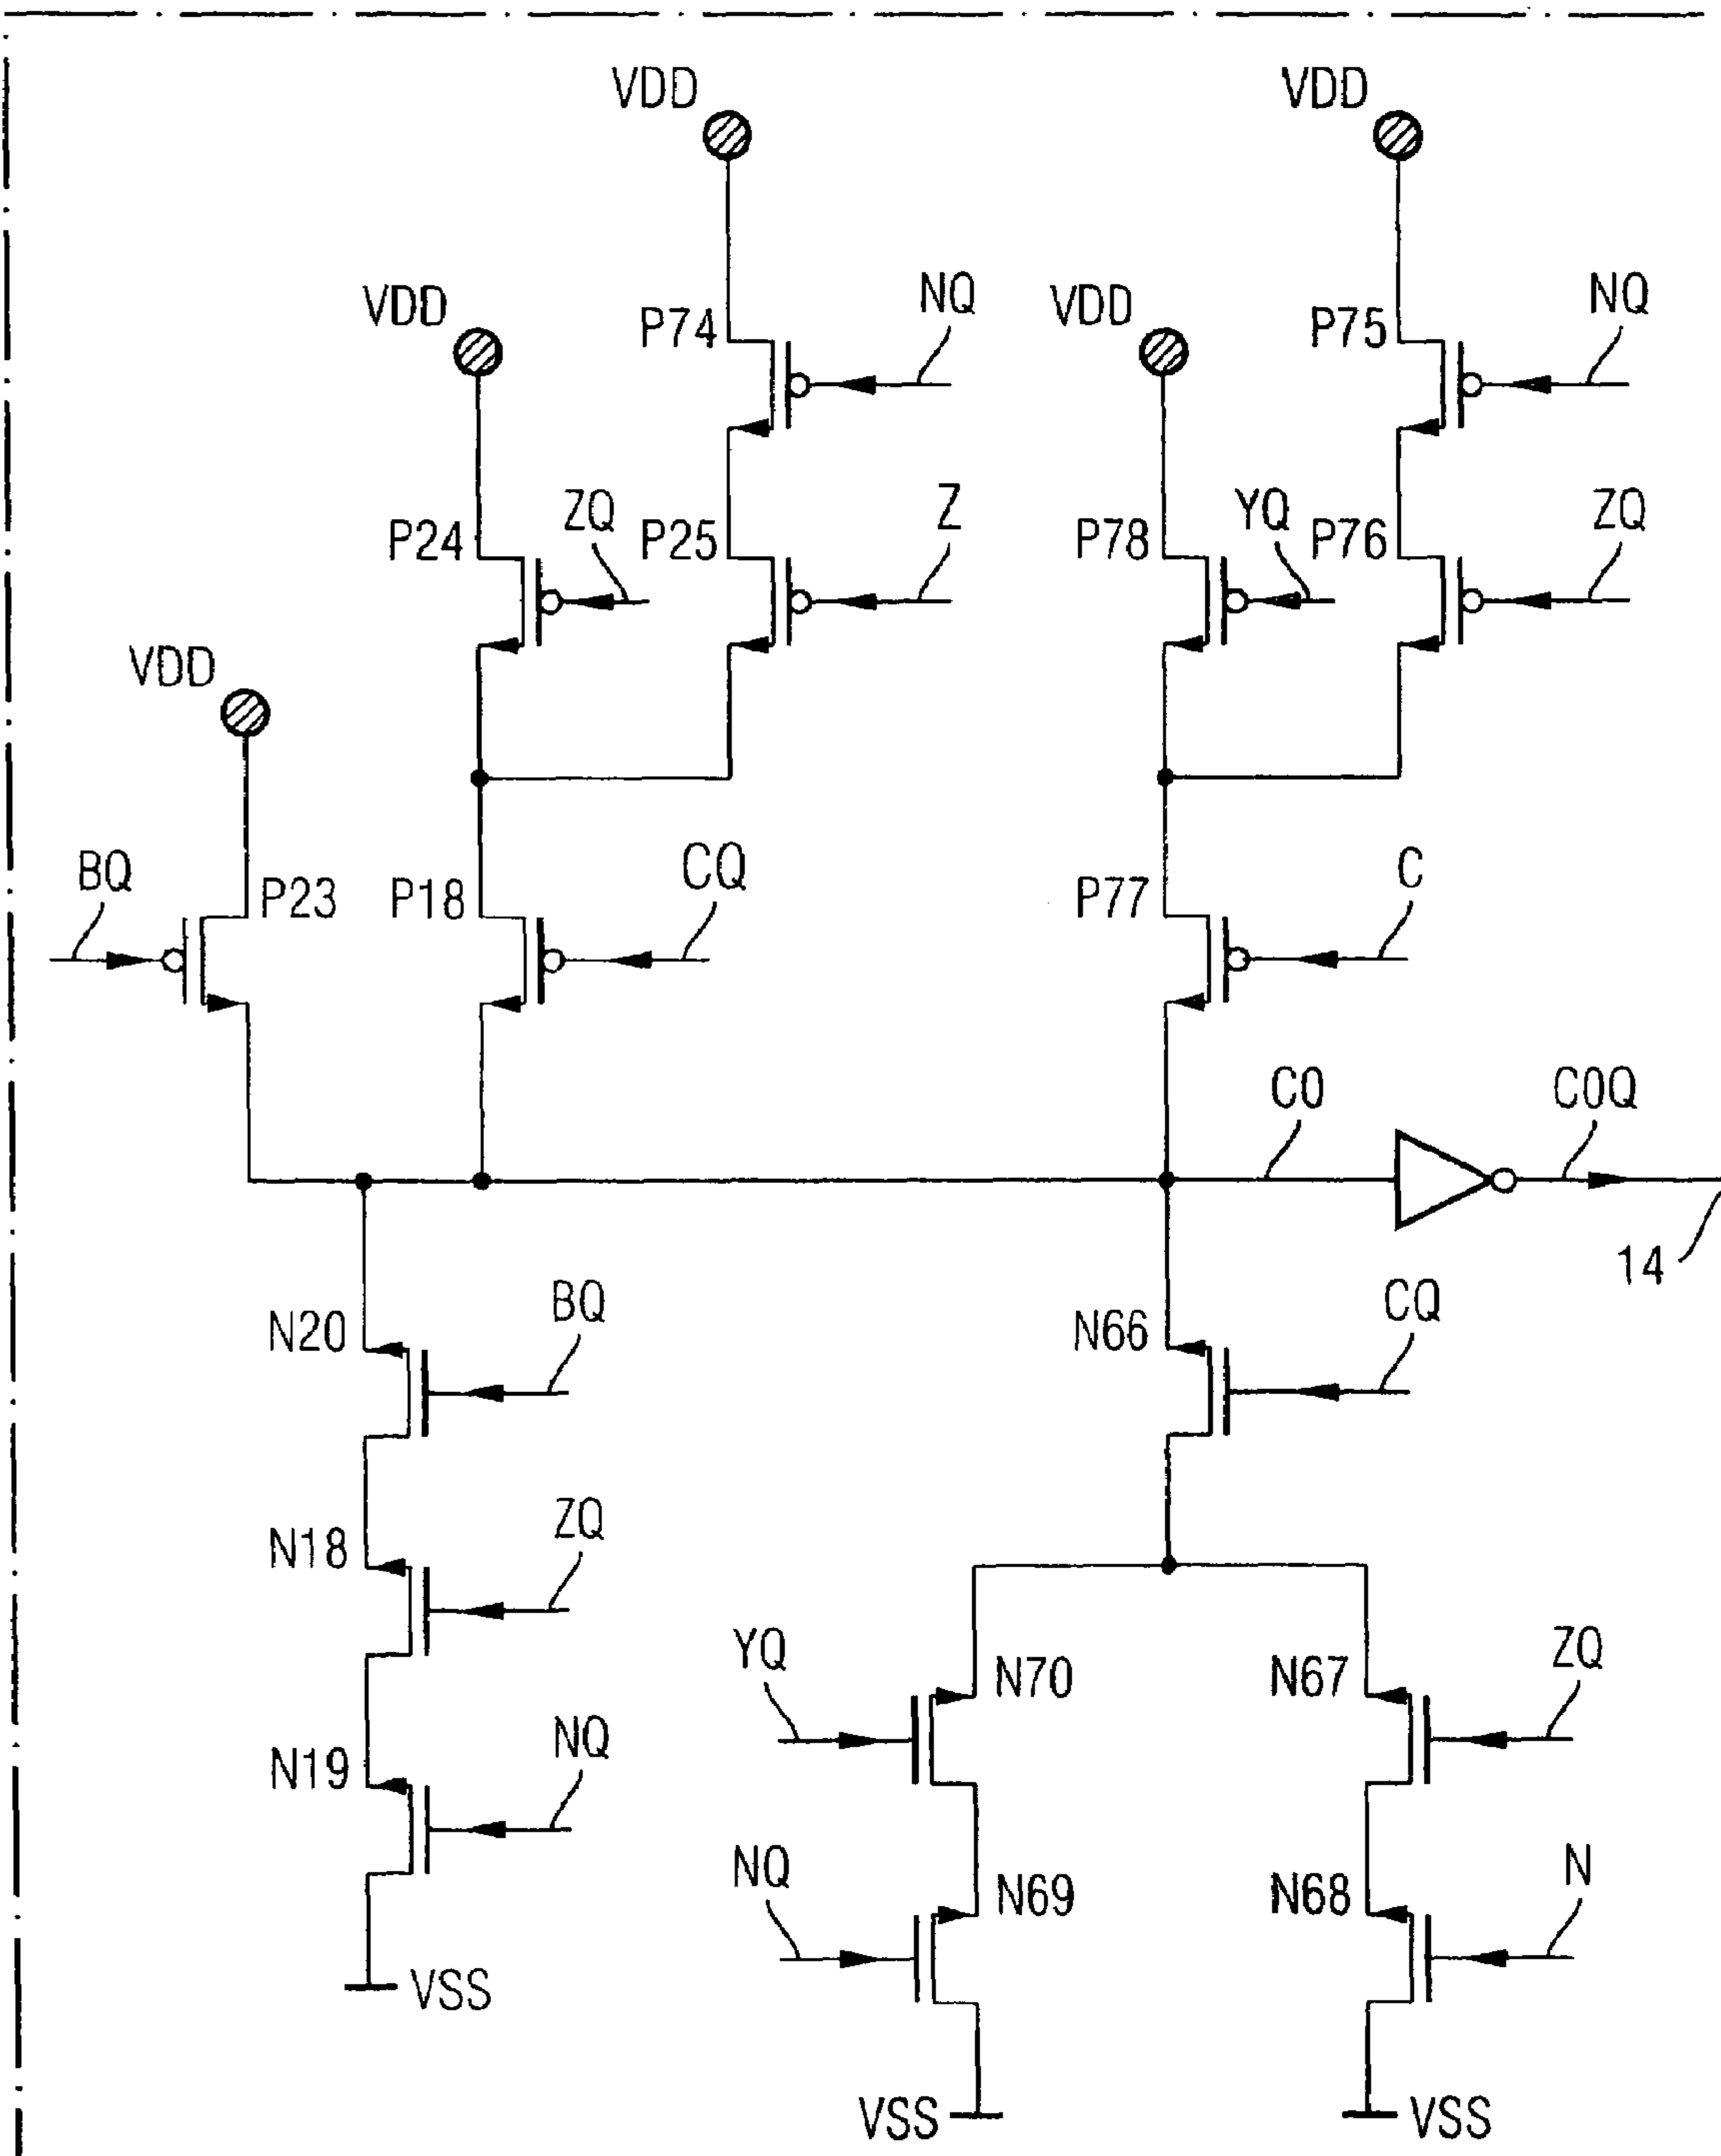 VDD VDD
VDD P74 NQ VDD P75 NQ
P24 ZQ P25 Z P78 YQ P76 ZQ
VDD
BQ P23 P18 CQ P77 C
C0 C0Q
14
N20 BQ N66 CQ
N18 ZQ
YQ N70 N67 ZQ
N19 NQ
NQ N69 N68 N
VSS
VSS VSS